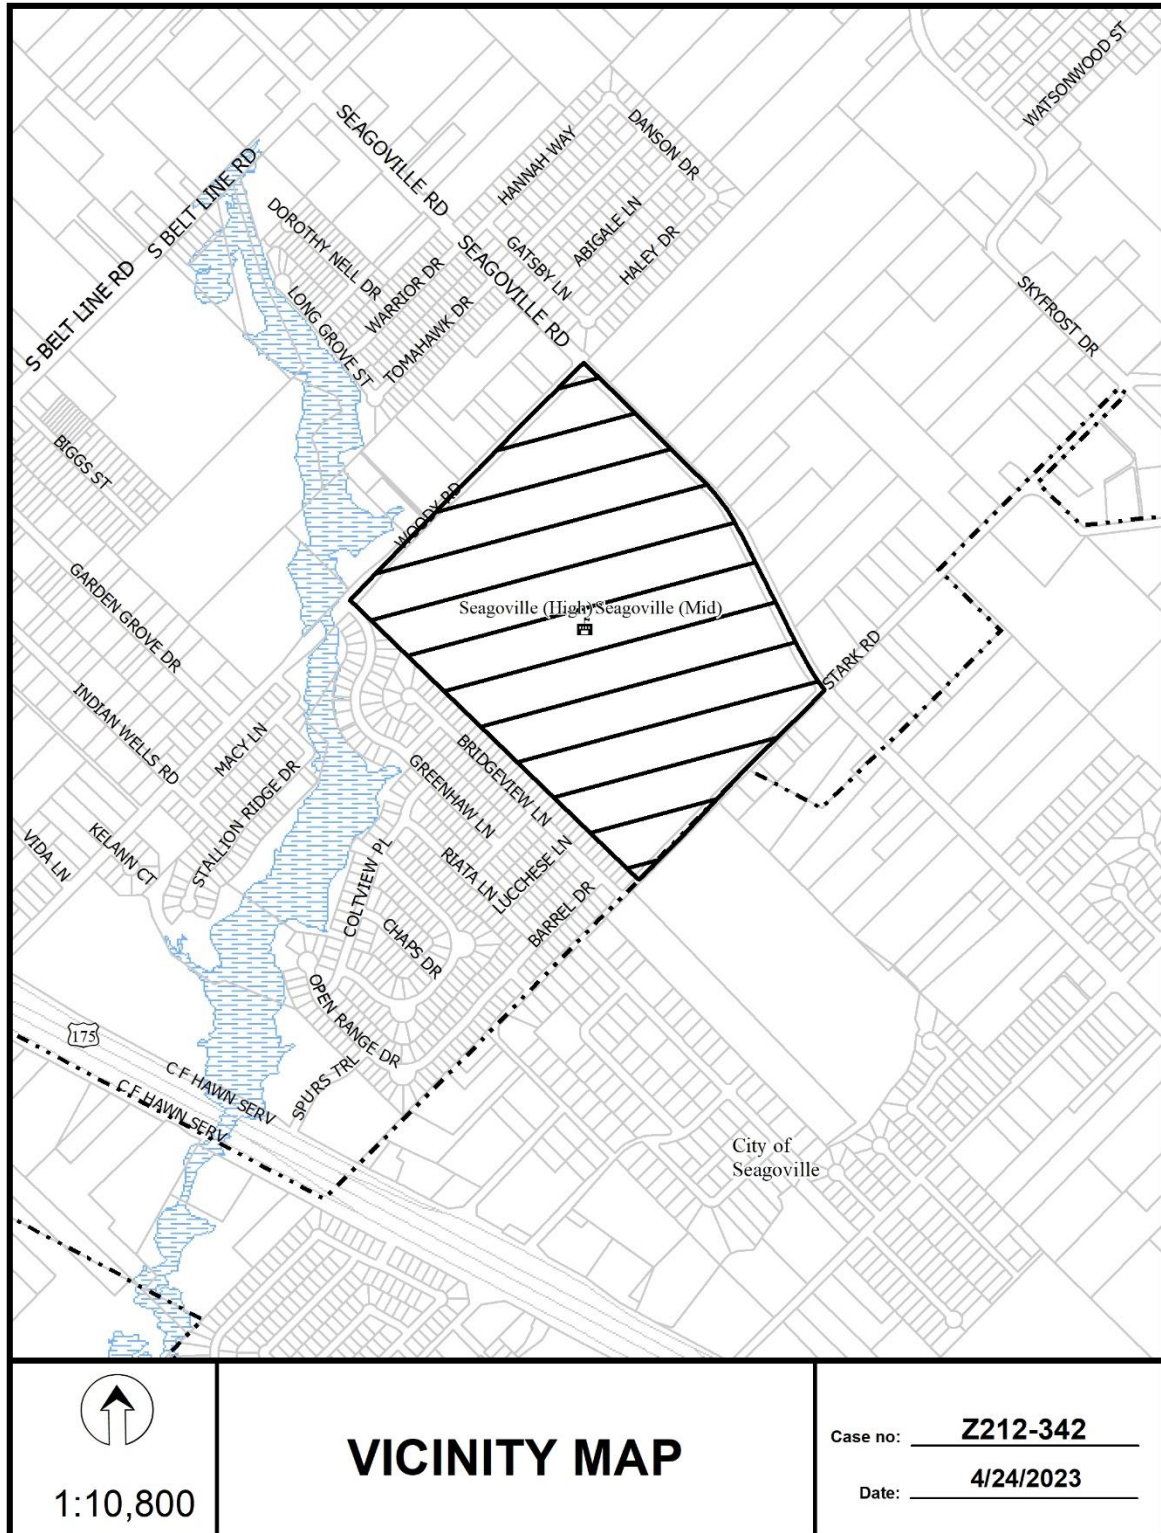 WATSONWOOD ST
SEAGOVILLE RD
DANSON DR
HANNAH WAY
S BELT LINE RD
S BELT LINE RD
DOROTHY NELL DR
SEAGOVILLE RD
GATSBY LN
ABIGALE LN
HALEY DR
WARRIOR DR
LONG GROVE ST
TOMAHAWK DR
SEAGOVILLE RD
SKYFROST DR
BIGGS ST
WOODY RD
GARDEN GROVE DR
Seagoville (High)
Seagoville (Mid)
STARK RD
INDIAN WELLS RD
MACY LN
STALLION RIDGE DR
BRIDGEVIEW LN
GREENHAW LN
VIDA LN
KELANN CT
COLTVIEW PL
RIATA LN
LUCCHESE LN
BARREL DR
CHAPS DR
OPEN RANGE DR
175
C F HAWN SERV
C F HAWN SERV
SPURS TRL
City of
Seagoville
1:10,800
VICINITY MAP
Case no: Z212-342
Date: 4/24/2023